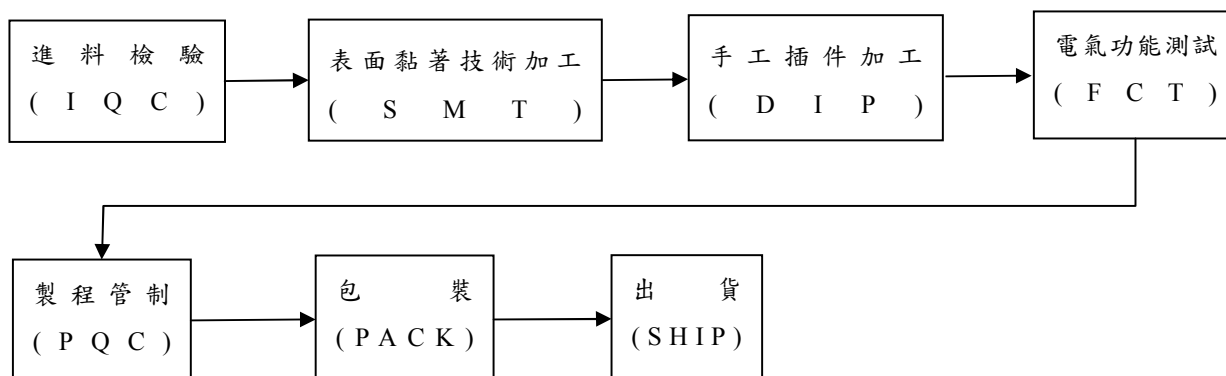 進料檢驗
(IQC)
表面黏著技術加工
(SMT)
手工插件加工
(DIP)
電氣功能測試
(FCT)
製程管制
(PQC)
包裝
(PACK)
出貨
(SHIP)